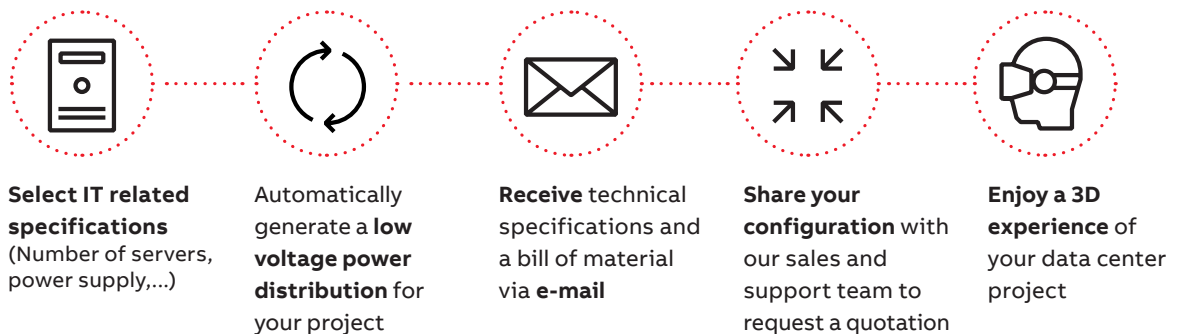 Select IT related
specifications
(Number of servers,
power supply,...)
Automatically
generate a low
voltage power
distribution for
your project
Receive technical
specifications and
a bill of material
via e-mail
Share your
configuration with
our sales and
support team to
request a quotation
Enjoy a 3D
experience of
your data center
project